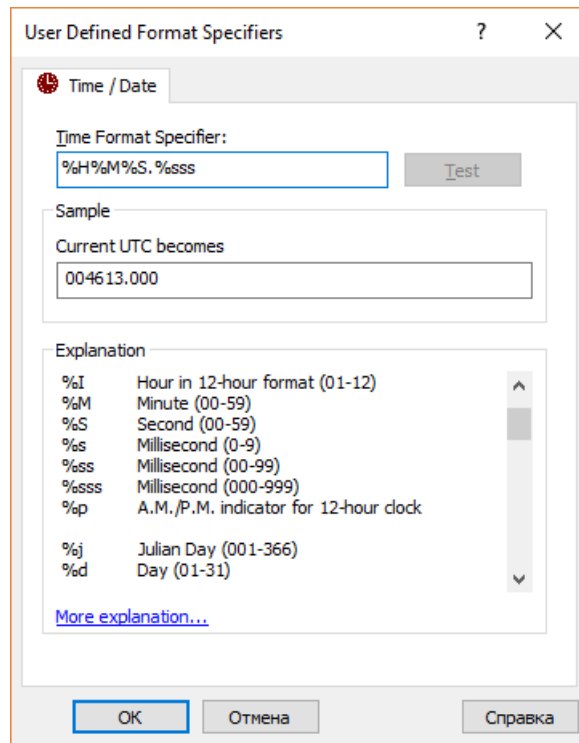 User Defined Format Specifiers ?
Time / Date
Time Format Specifier:
%H%M%S.%sss Test
Sample
Current UTC becomes
004613.000
Explanation
%I Hour in 12-hour format (01-12)
%M Minute (00-59)
%S Second (00-59)
%s Millisecond (0-9)
%ss Millisecond (00-99)
%sss Millisecond (000-999)
%p A.M./P.M. indicator for 12-hour clock
%j Julian Day (001-366)
%d Day (01-31)
More explanation...
OK Отмена Справка